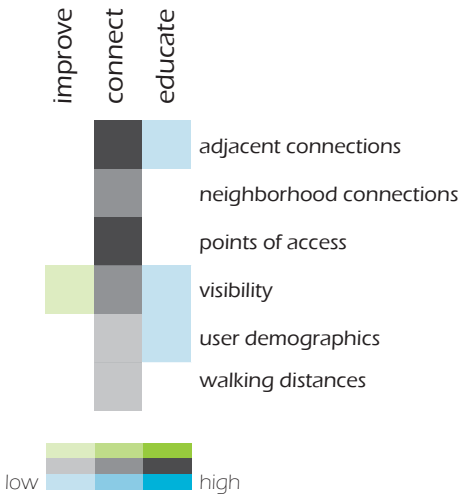 improve
connect
educate
adjacent connections
neighborhood connections
points of access
visibility
user demographics
walking distances
low
high